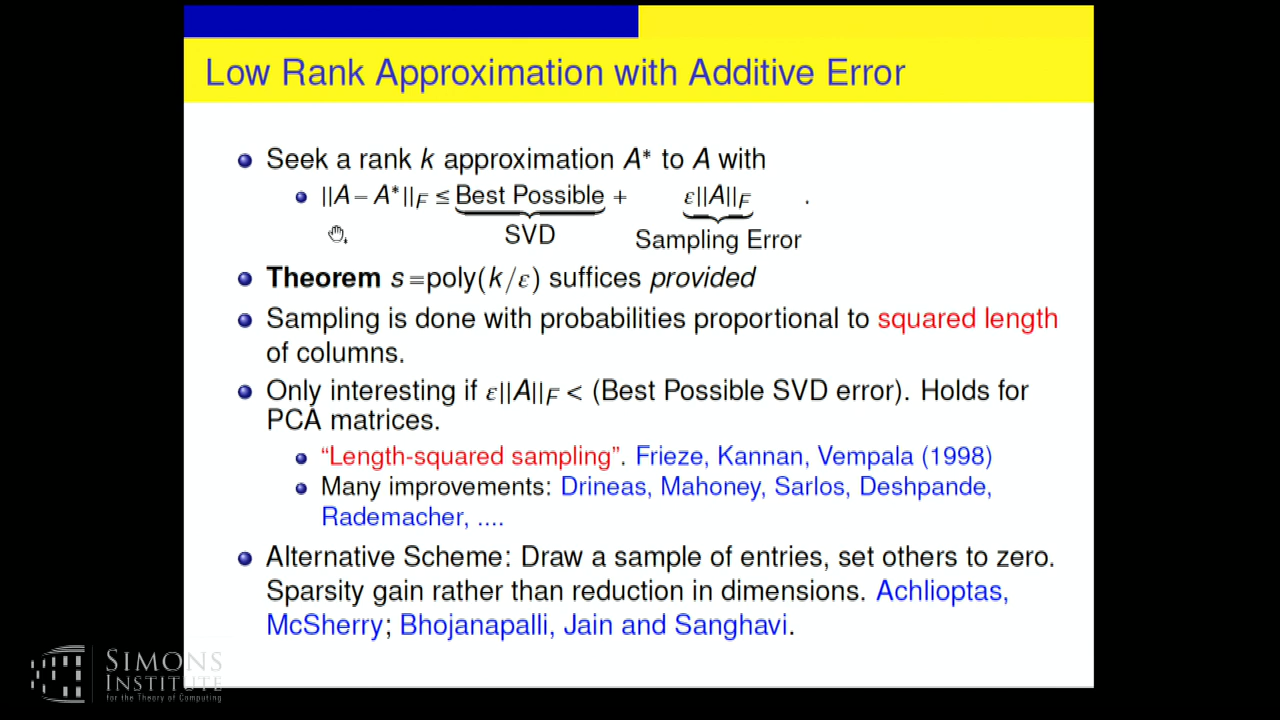 Low Rank Approximation with Additive Error
Seek a rank k approximation A* to A with
||A − A*||F ≤ Best Possible + ε||A||F .
SVD
Sampling Error
Theorem s = poly(k/ε) suffices provided
Sampling is done with probabilities proportional to squared length
of columns.
Only interesting if ε||A||F < (Best Possible SVD error). Holds for
PCA matrices.
“Length-squared sampling”. Frieze, Kannan, Vempala (1998)
Many improvements: Drineas, Mahoney, Sarlos, Deshpande,
Rademacher, ....
Alternative Scheme: Draw a sample of entries, set others to zero.
Sparsity gain rather than reduction in dimensions. Achlioptas,
McSherry; Bhojanapalli, Jain and Sanghavi.
SIMONS
INSTITUTE
for the Theory of Computing